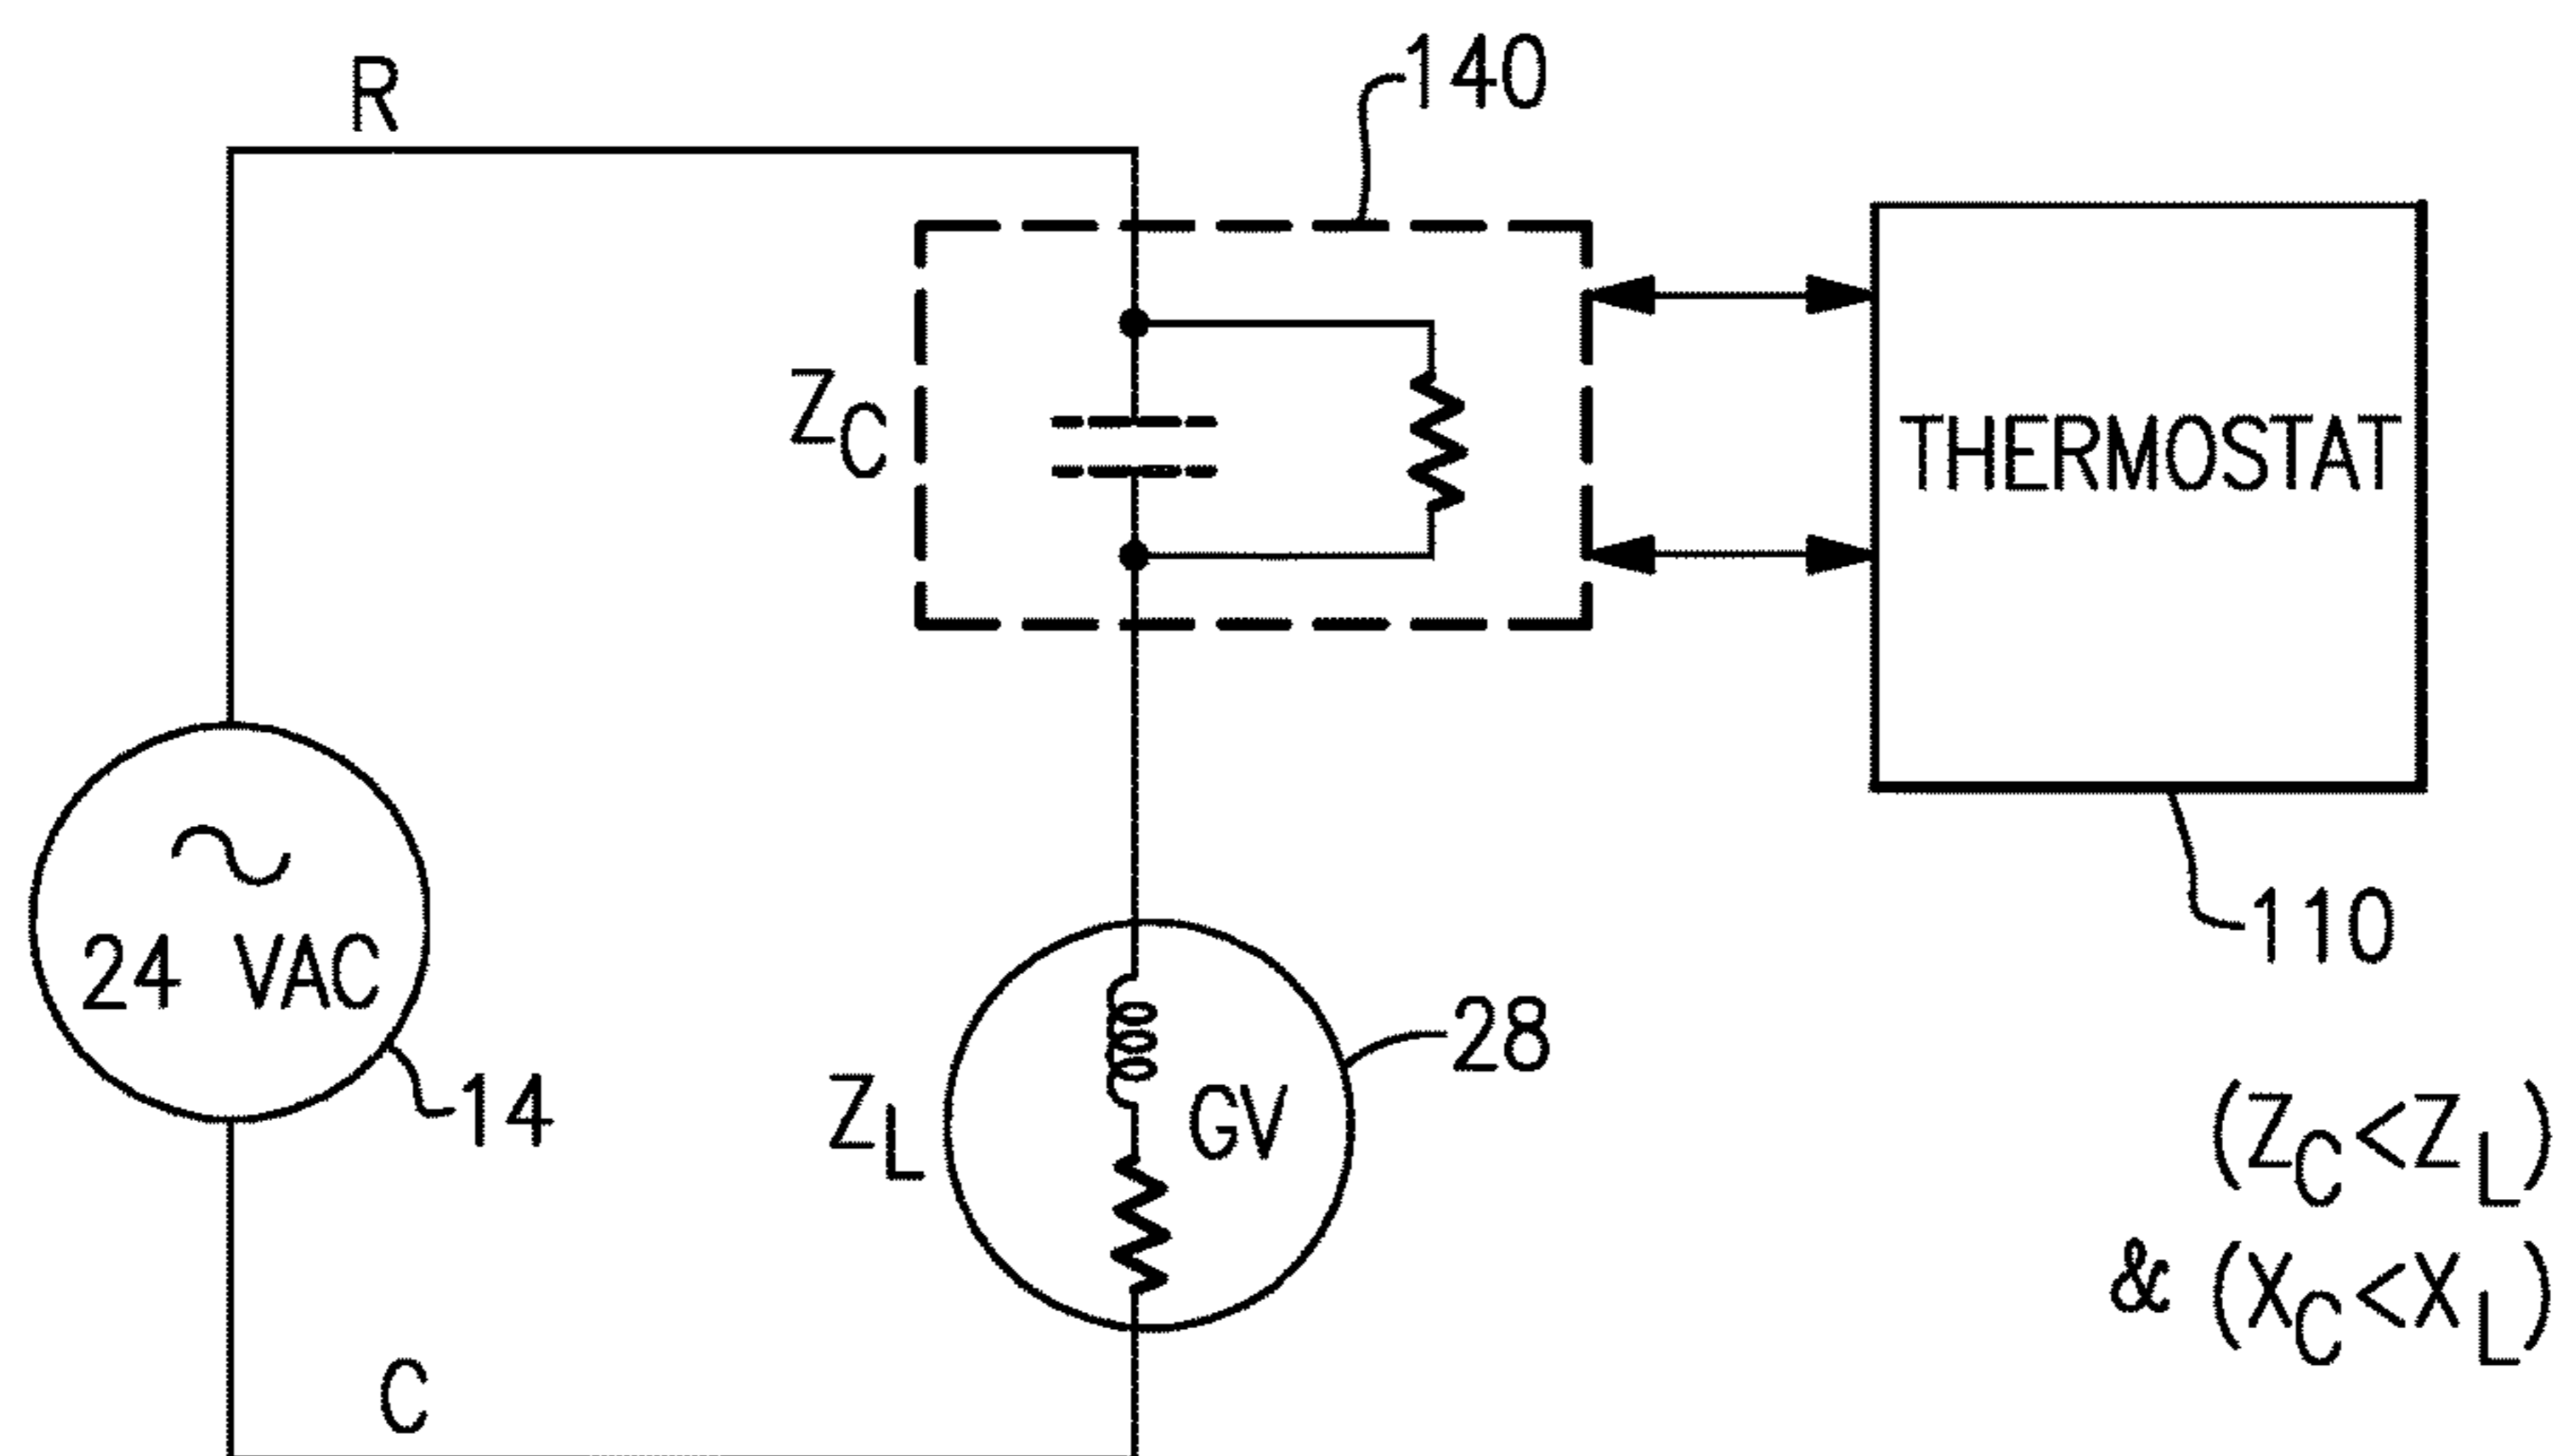 R
140
Z_C
THERMOSTAT
110
24 VAC
14
Z_L
GV
28
(Z_C<Z_L)
& (X_C<X_L)
C